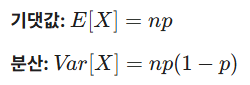 기댓값: E[X] = np
분산: Var[X] = np(1 − p)